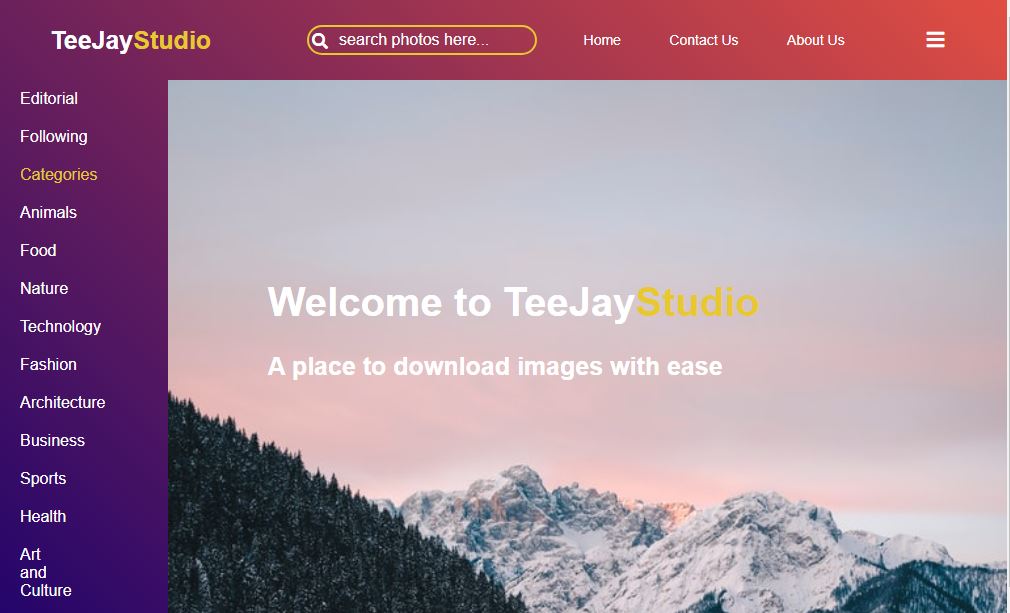 TeeJayStudio
search photos here...
Home
Contact Us
About Us
Editorial
Following
Categories
Animals
Food
Nature
Technology
Fashion
Architecture
Business
Sports
Health
Art
and
Culture
Welcome to TeeJayStudio
A place to download images with ease